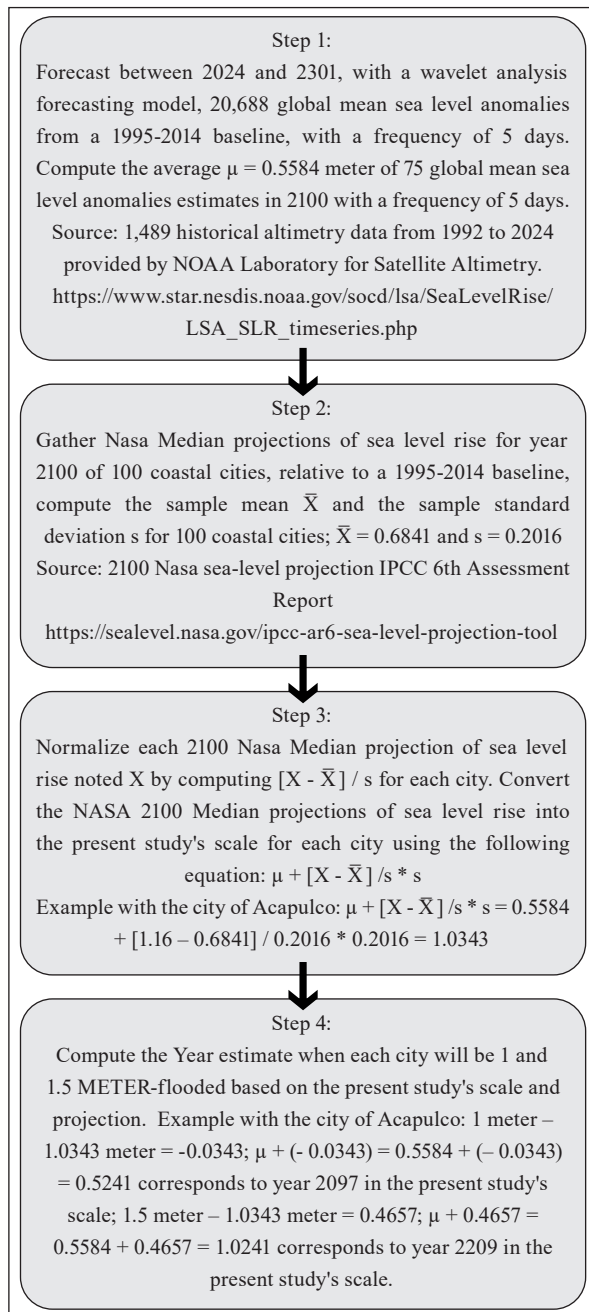 Step 1:
Forecast between 2024 and 2301, with a wavelet analysis
forecasting model, 20,688 global mean sea level anomalies
from a 1995-2014 baseline, with a frequency of 5 days.
Compute the average μ = 0.5584 meter of 75 global mean sea
level anomalies estimates in 2100 with a frequency of 5 days.
Source: 1,489 historical altimetry data from 1992 to 2024
provided by NOAA Laboratory for Satellite Altimetry.
https://www.star.nesdis.noaa.gov/socd/lsa/SeaLevelRise/
LSA_SLR_timeseries.php
Step 2:
Gather Nasa Median projections of sea level rise for year
2100 of 100 coastal cities, relative to a 1995-2014 baseline,
compute the sample mean X̄ and the sample standard
deviation s for 100 coastal cities; X̄ = 0.6841 and s = 0.2016
Source: 2100 Nasa sea-level projection IPCC 6th Assessment
Report
https://sealevel.nasa.gov/ipcc-ar6-sea-level-projection-tool
Step 3:
Normalize each 2100 Nasa Median projection of sea level
rise noted X by computing [X - X̄] / s for each city. Convert
the NASA 2100 Median projections of sea level rise into
the present study's scale for each city using the following
equation: μ + [X - X̄] /s * s
Example with the city of Acapulco: μ + [X - X̄] /s * s = 0.5584
+ [1.16 – 0.6841] / 0.2016 * 0.2016 = 1.0343
Step 4:
Compute the Year estimate when each city will be 1 and
1.5 METER-flooded based on the present study's scale and
projection. Example with the city of Acapulco: 1 meter –
1.0343 meter = -0.0343; μ + (- 0.0343) = 0.5584 + (– 0.0343)
= 0.5241 corresponds to year 2097 in the present study's
scale; 1.5 meter – 1.0343 meter = 0.4657; μ + 0.4657 =
0.5584 + 0.4657 = 1.0241 corresponds to year 2209 in the
present study's scale.